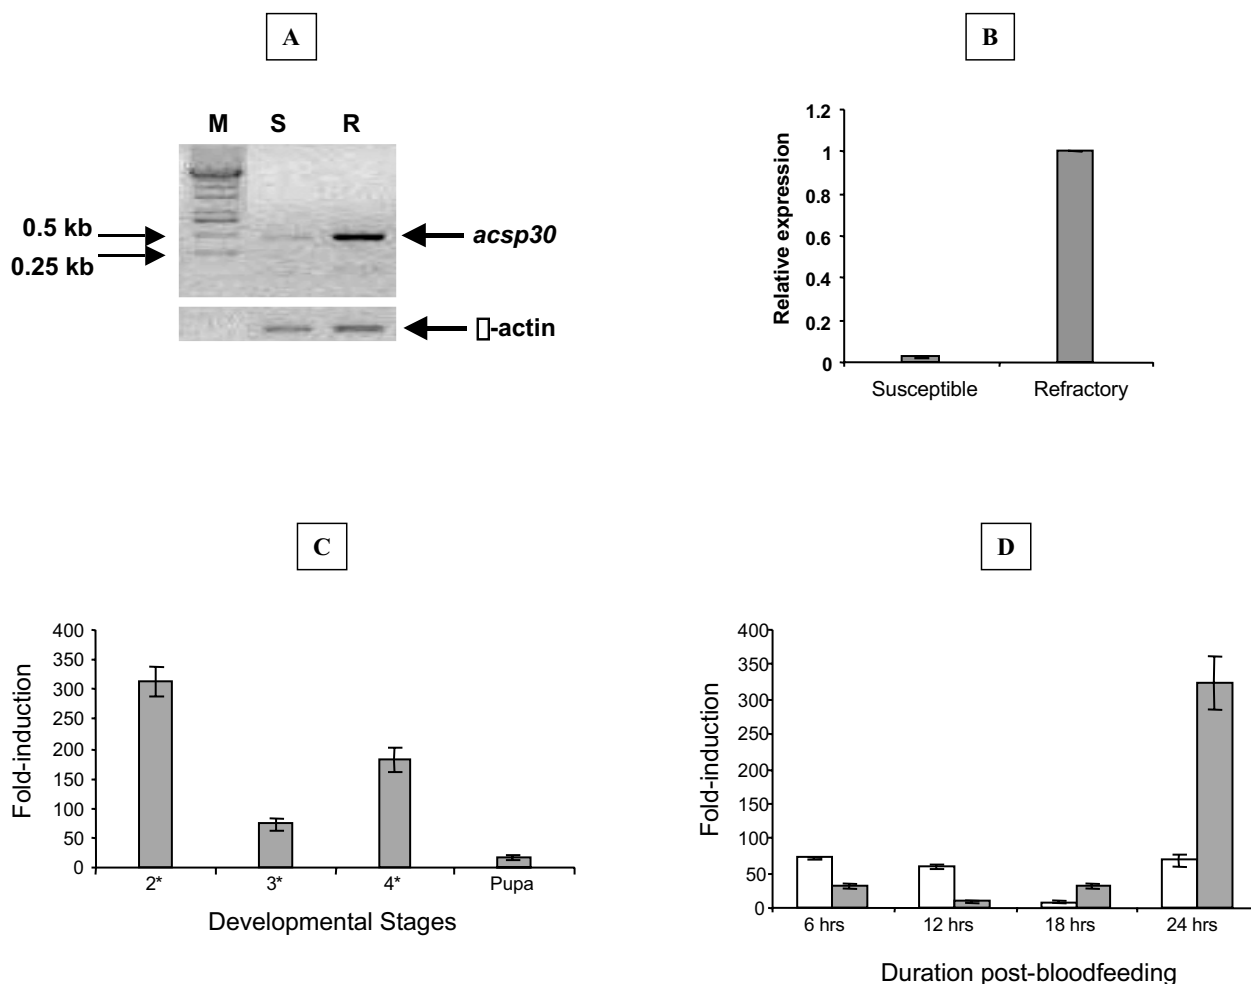 A
M S R
0.5 kb
0.25 kb
acsp30
▯-actin
B
Relative expression
1.2
1
0.8
0.6
0.4
0.2
0
Susceptible Refractory
C
Fold-induction
400
350
300
250
200
150
100
50
0
2* 3* 4* Pupa
Developmental Stages
D
Fold-induction
400
350
300
250
200
150
100
50
0
6 hrs 12 hrs 18 hrs 24 hrs
Duration post-bloodfeeding